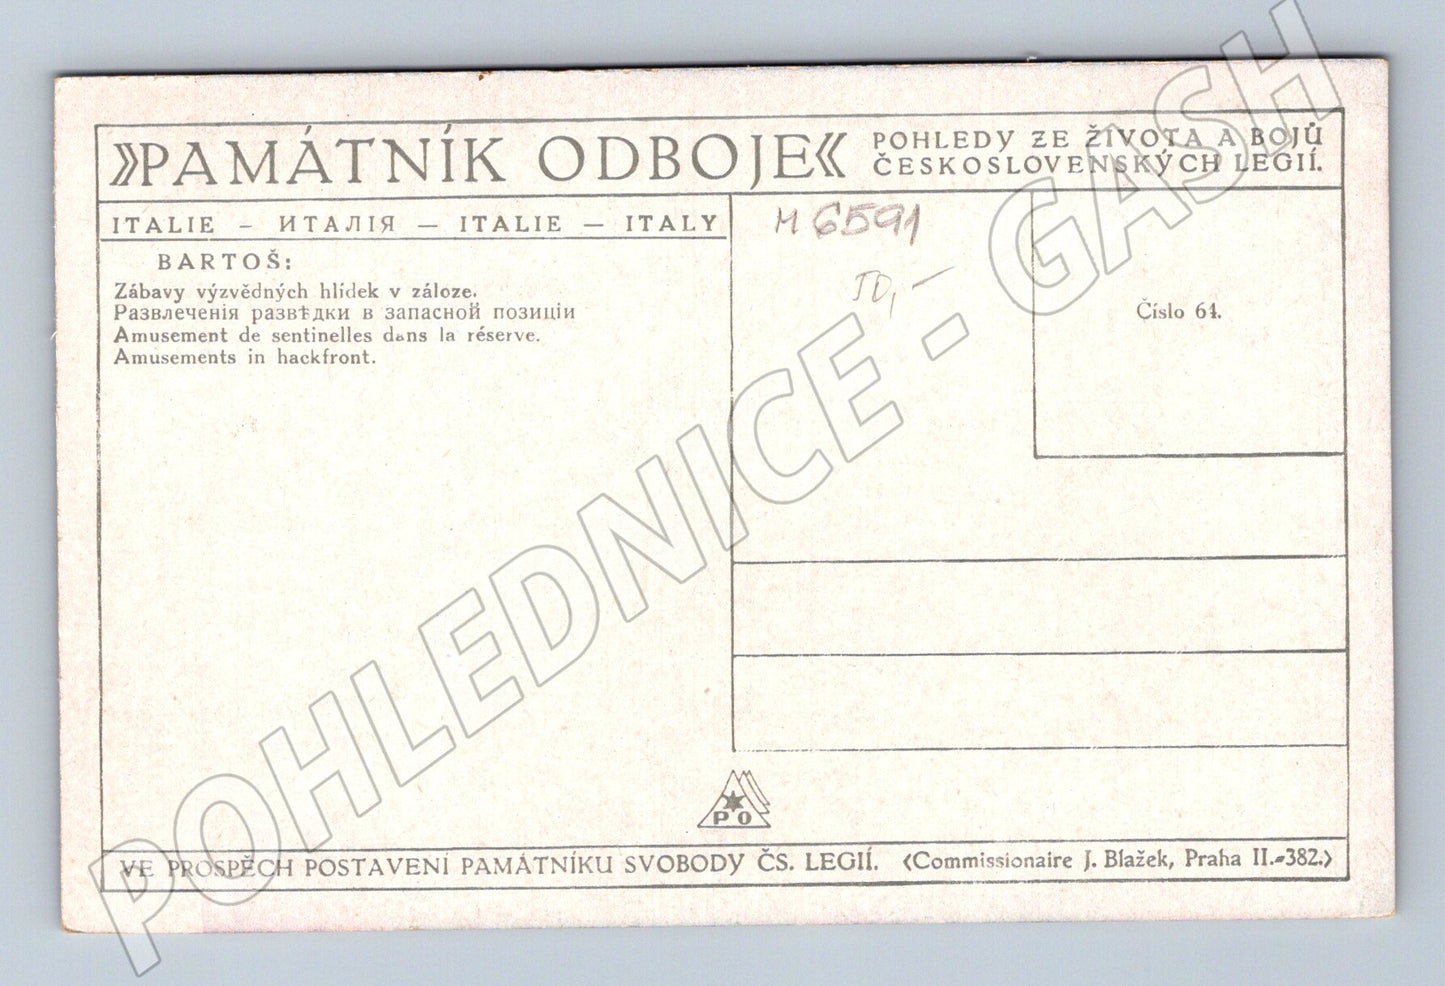 »PAMÁTNÍK ODBOJE«
POHLEDY ZE ŽIVOTA A BOJŮ
ČESKOSLOVENSKÝCH LEGIÍ.
ITALIE – ИТАЛІЯ – ITALIE – ITALY
BARTOŠ:
Zábavy výzvědných hlídek v záloze.
Развлеченія развѣдки в запасной позиціи
Amusement de sentinelles dans la réserve.
Amusements in hackfront.
M 6591
50,-
Číslo 64.
PO
VE PROSPĚCH POSTAVENÍ PAMÁTNÍKU SVOBODY ČS. LEGIÍ. (Commissionaire J. Blažek, Praha II.-382.)
POHLEDNICE - GASH